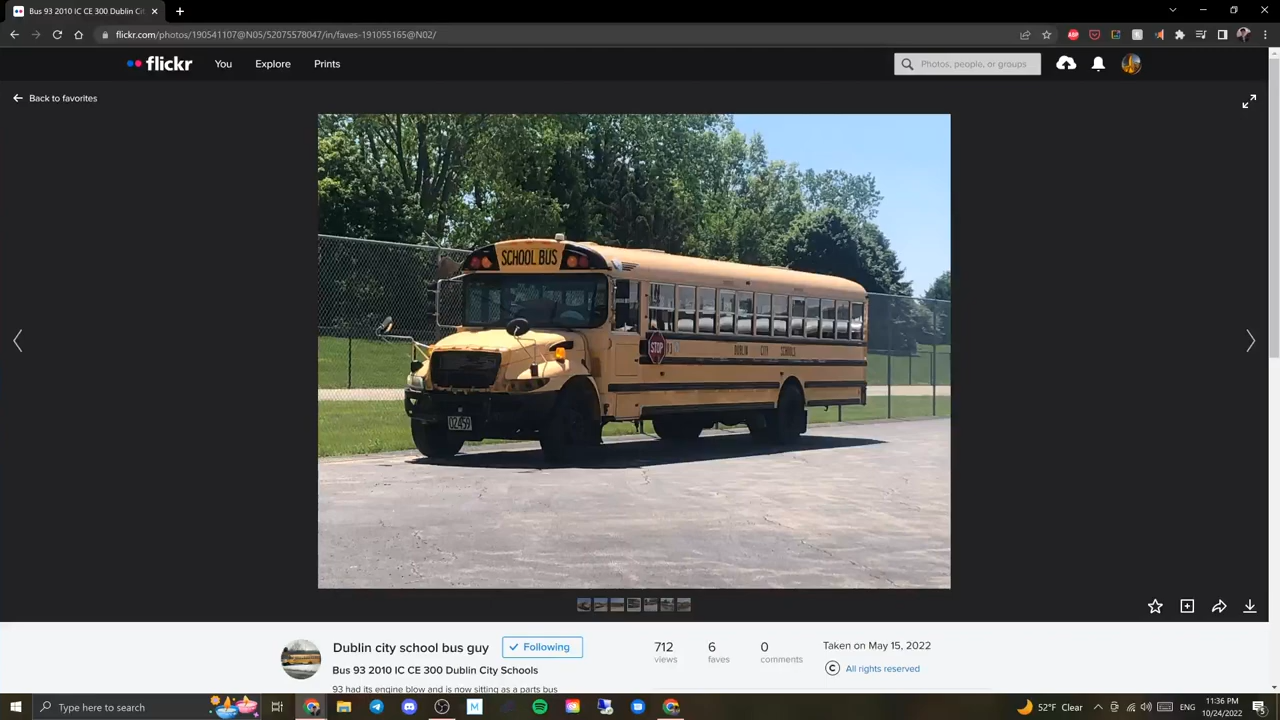 Bus 93 2010 IC CE 300 Dublin Cit
flickr.com/photos/190541107@N05/52075578047/in/faves-191055165@N02/
flickr
You
Explore
Prints
Photos, people, or groups
Back to favorites
SCHOOL BUS
STOP
DUBLIN CITY SCHOOLS
02459
Dublin city school bus guy
Following
Bus 93 2010 IC CE 300 Dublin City Schools
93 had its engine blow and is now sitting as a parts bus
712
views
6
faves
0
comments
Taken on May 15, 2022
All rights reserved
Type here to search
52°F Clear
ENG
11:36 PM
10/24/2022